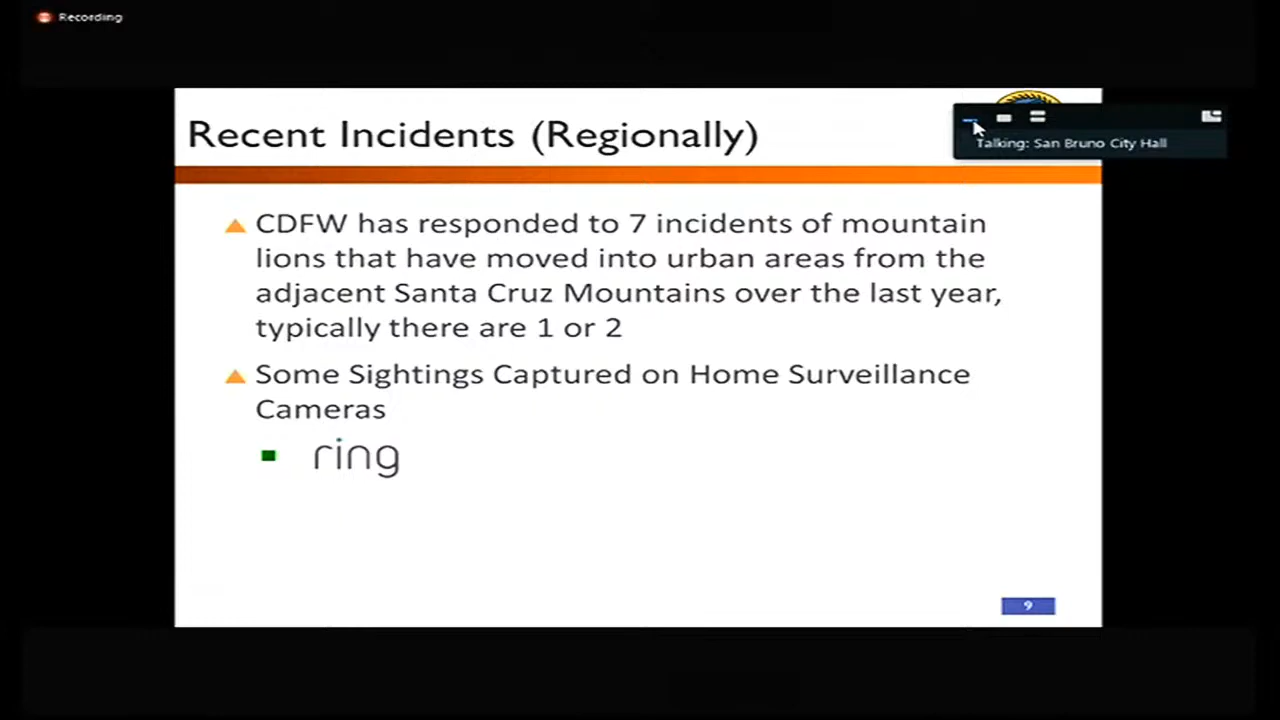 Recording
Recent Incidents (Regionally)
Talking: San Bruno City Hall
CDFW has responded to 7 incidents of mountain
lions that have moved into urban areas from the
adjacent Santa Cruz Mountains over the last year,
typically there are 1 or 2
Some Sightings Captured on Home Surveillance
Cameras
ring
9